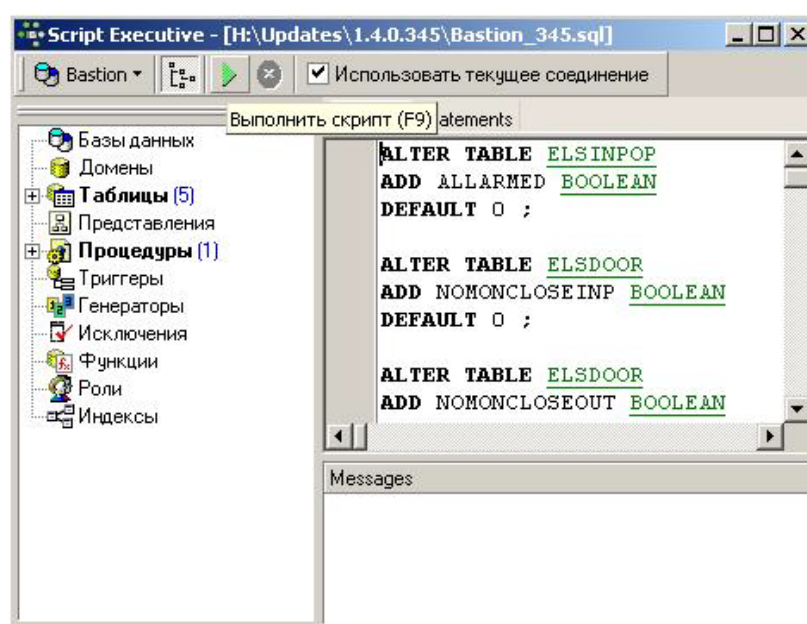 Script Executive - [H:\Updates\1.4.0.345\Bastion_345.sql]
Bastion
Использовать текущее соединение
Выполнить скрипт (F9)
atements
Базы данных
Домены
Таблицы (5)
Представления
Процедуры (1)
Триггеры
Генераторы
Исключения
Функции
Роли
Индексы
ALTER TABLE ELSINPOP
ADD ALLARMED BOOLEAN
DEFAULT 0 ;
ALTER TABLE ELSDOOR
ADD NOMONCLOSEINP BOOLEAN
DEFAULT 0 ;
ALTER TABLE ELSDOOR
ADD NOMONCLOSEOUT BOOLEAN
Messages